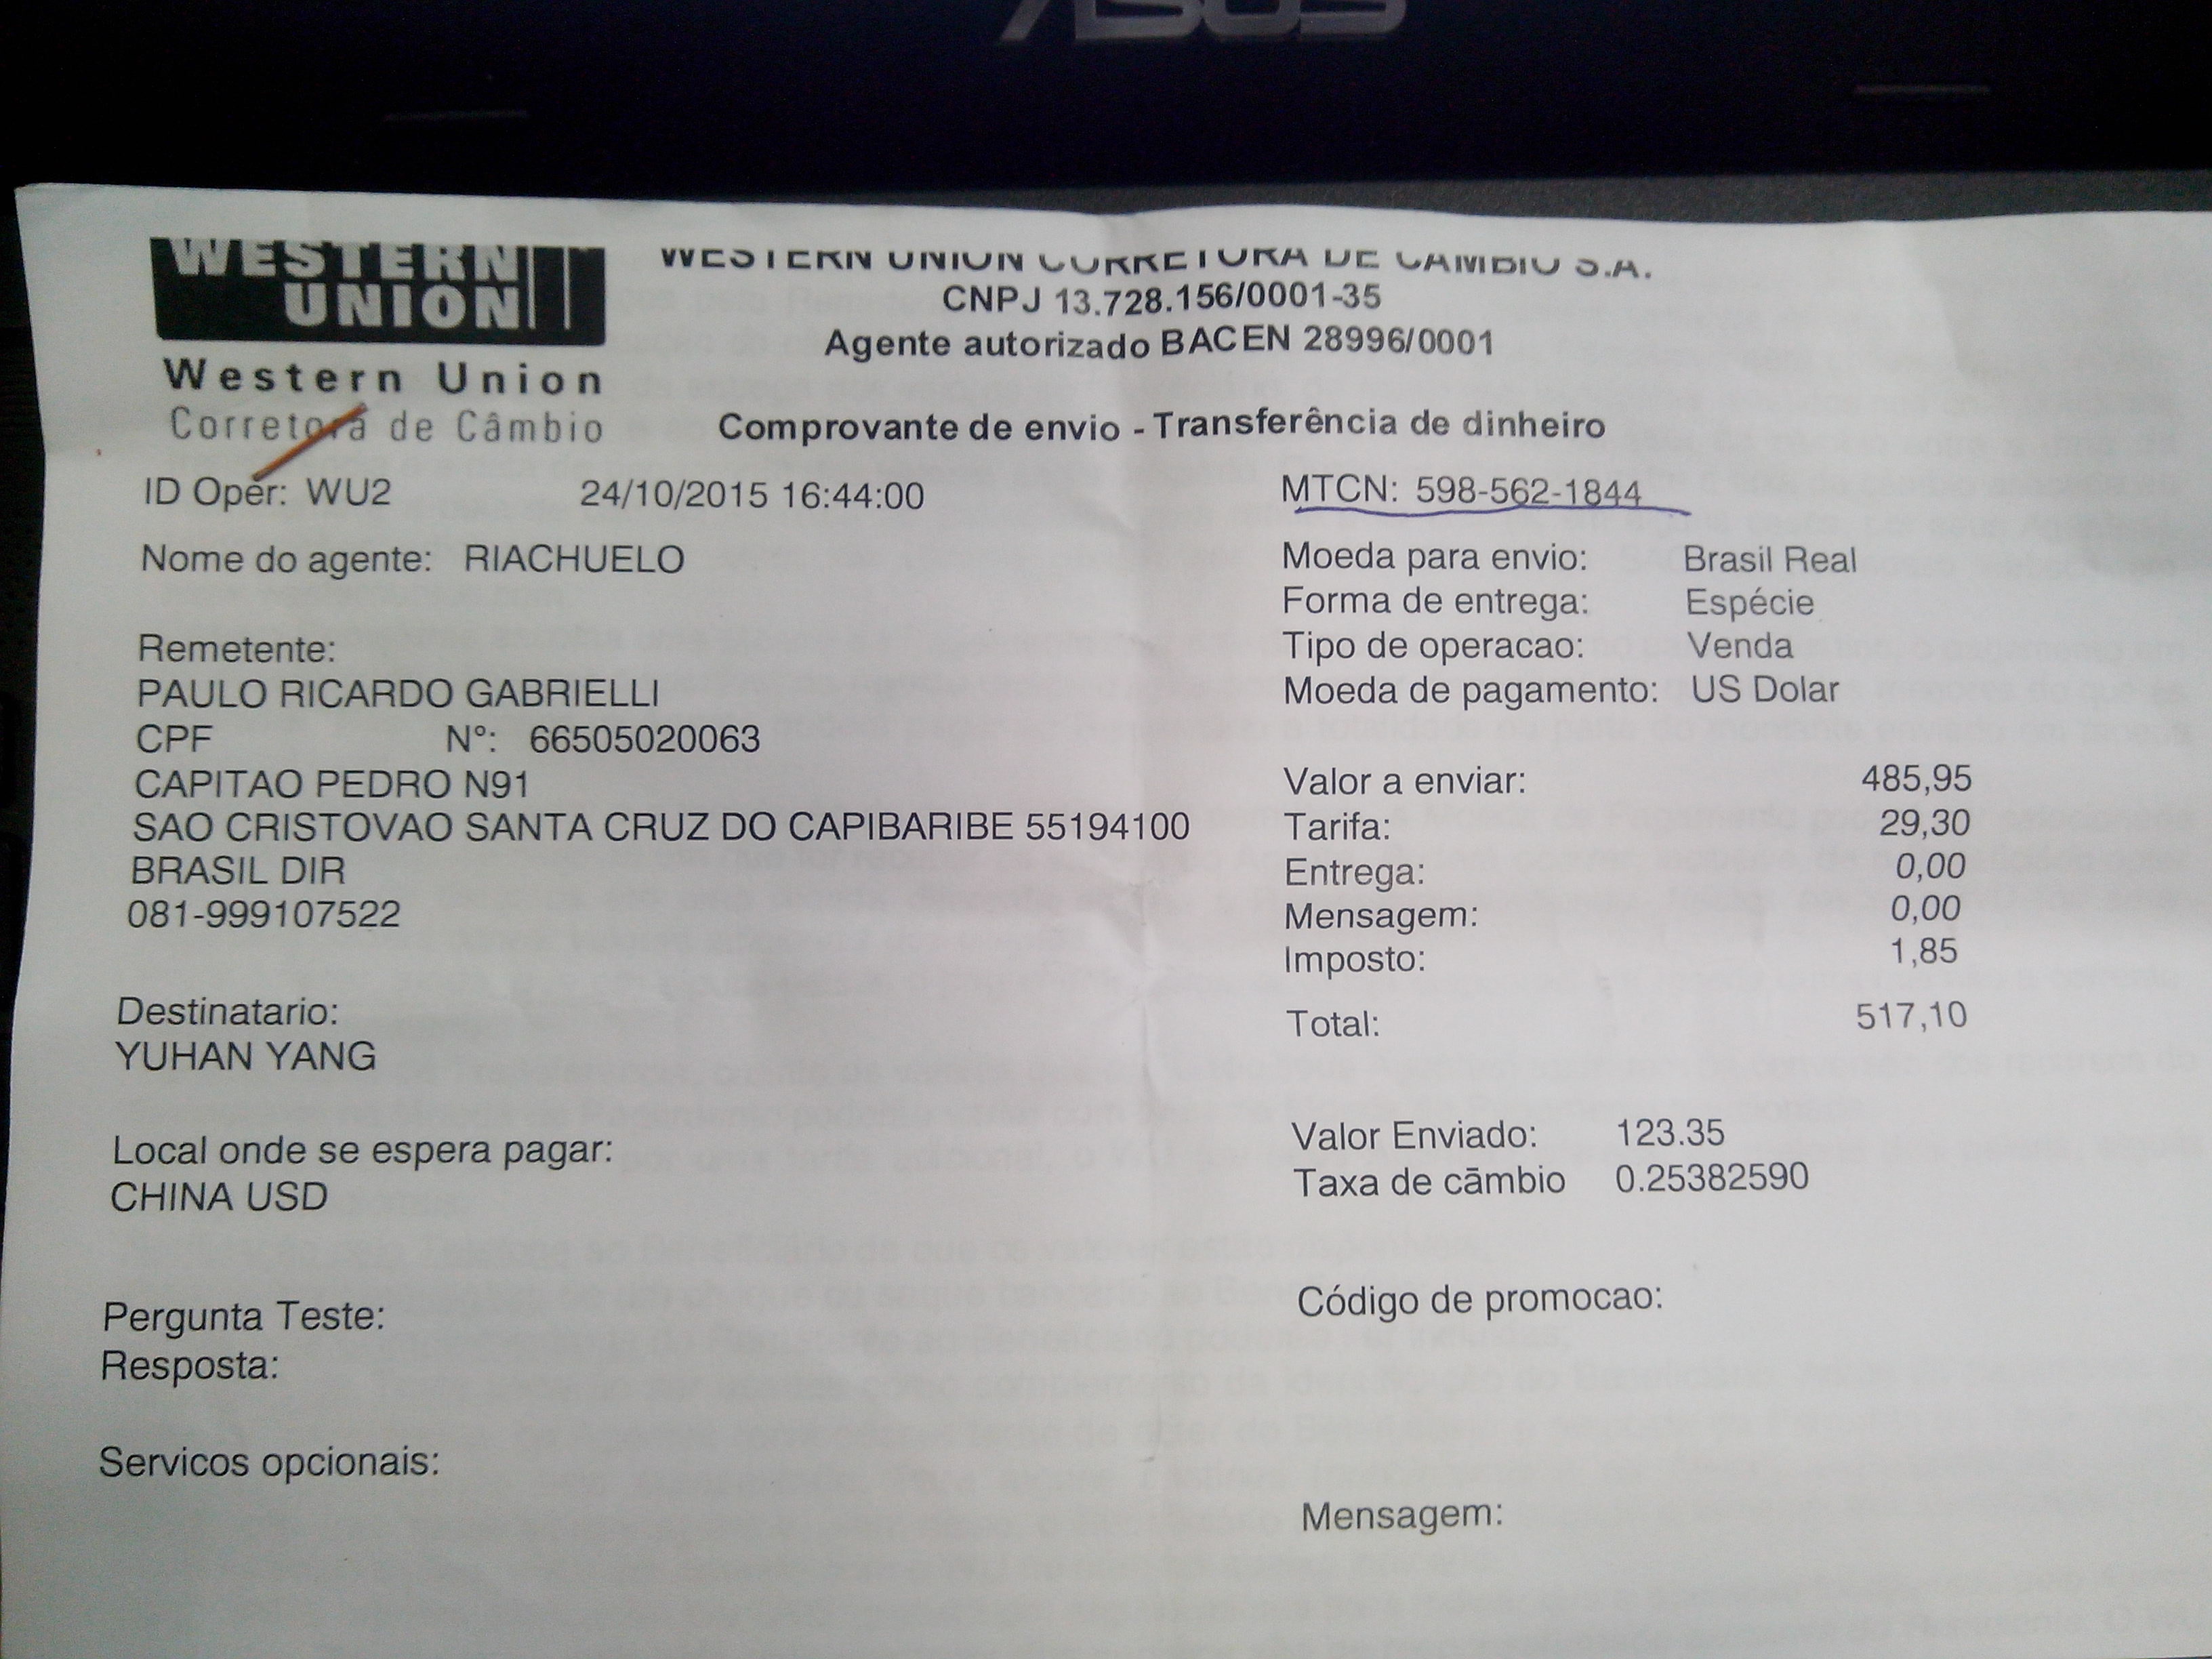 ASUS
WESTERN UNION
WESTERN UNION CORRETORA DE CAMBIO S.A.
CNPJ 13.728.156/0001-35
Agente autorizado BACEN 28996/0001
Western Union
Corretora de Câmbio
Comprovante de envio - Transferência de dinheiro
ID Oper: WU2 24/10/2015 16:44:00
Nome do agente: RIACHUELO
Remetente:
PAULO RICARDO GABRIELLI
CPF N°: 66505020063
CAPITAO PEDRO N91
SAO CRISTOVAO SANTA CRUZ DO CAPIBARIBE 55194100
BRASIL DIR
081-999107522
Destinatario:
YUHAN YANG
Local onde se espera pagar:
CHINA USD
Pergunta Teste:
Resposta:
Servicos opcionais:
MTCN: 598-562-1844
Moeda para envio: Brasil Real
Forma de entrega: Espécie
Tipo de operacao: Venda
Moeda de pagamento: US Dolar
Valor a enviar: 485,95
Tarifa: 29,30
Entrega: 0,00
Mensagem: 0,00
Imposto: 1,85
Total: 517,10
Valor Enviado: 123.35
Taxa de cãmbio 0.25382590
Código de promocao:
Mensagem: